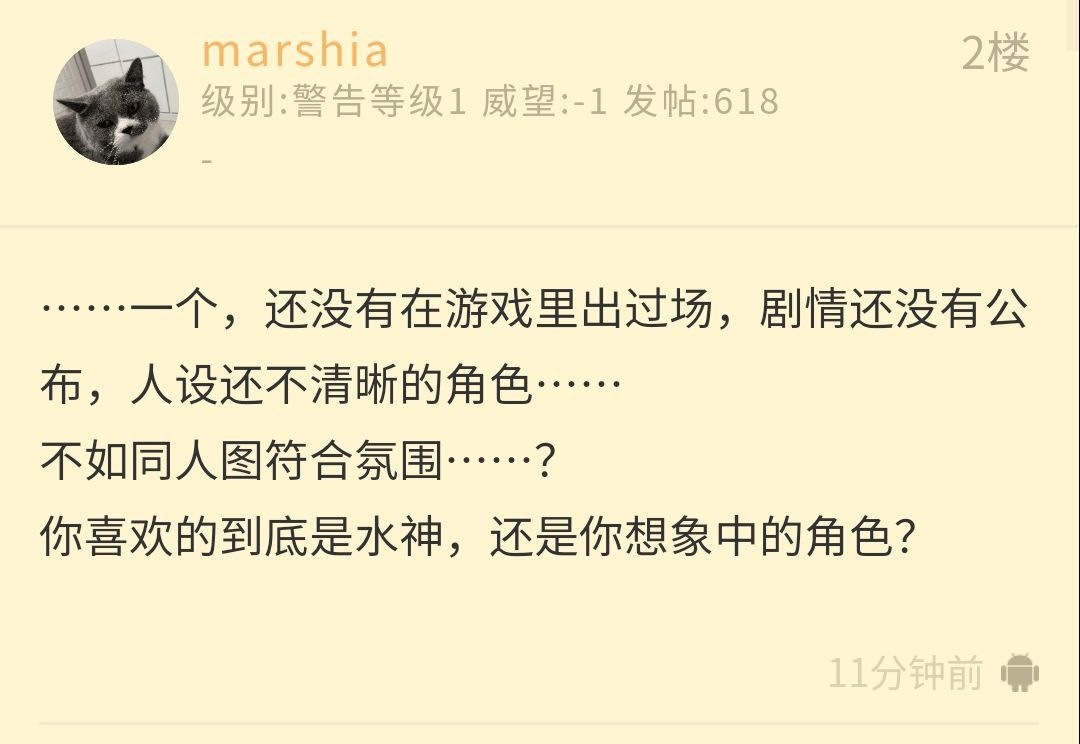 marshia
2楼
级别:警告等级1 威望:-1 发帖:618
-
……一个，还没有在游戏里出过场，剧情还没有公
布，人设还不清晰的角色……
不如同人图符合氛围……？
你喜欢的到底是水神，还是你想象中的角色？
11分钟前